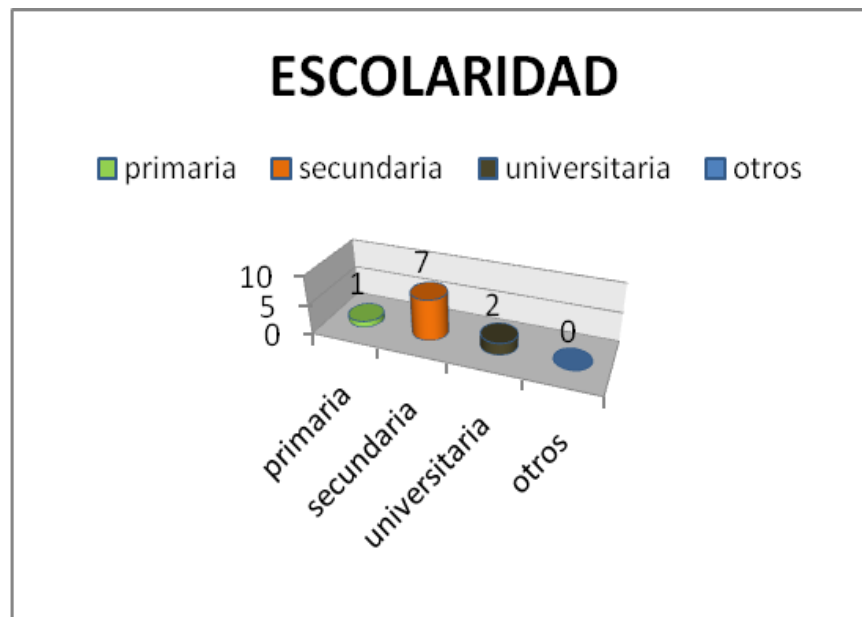 ESCOLARIDAD
primaria secundaria universitaria otros
10
5
0
1
7
2
0
primaria
secundaria
universitaria
otros